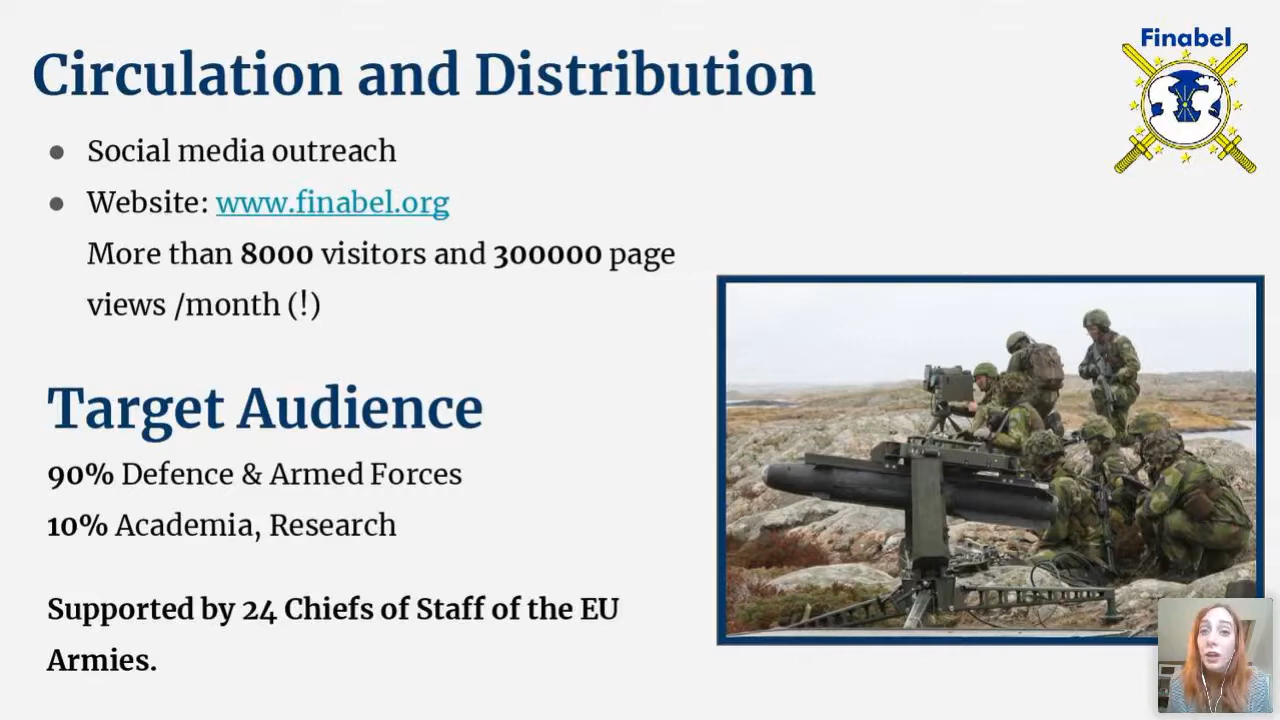 Circulation and Distribution
Finabel
● Social media outreach
● Website: www.finabel.org
More than 8000 visitors and 300000 page
views /month (!)
Target Audience
90% Defence & Armed Forces
10% Academia, Research
Supported by 24 Chiefs of Staff of the EU
Armies.